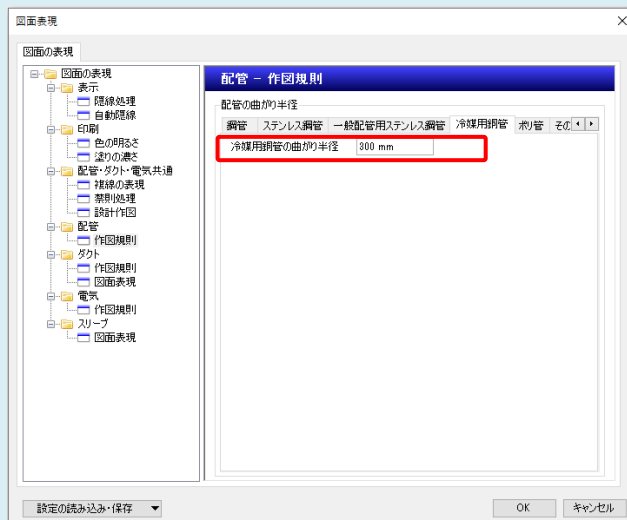 図面表現
図面の表現
図面の表現
表示
隠線処理
自動隠線
印刷
色の明るさ
塗りの濃さ
配管・ダクト・電気共通
複線の表現
禁則処理
設計作図
配管
作図規則
ダクト
作図規則
図面表現
電気
作図規則
スリーブ
図面表現
配管 - 作図規則
配管の曲がり半径
鋼管 ステンレス鋼管 一般配管用ステンレス鋼管 冷媒用銅管 ポリ管 その
冷媒用銅管の曲がり半径 300 mm
設定の読み込み・保存
OK キャンセル